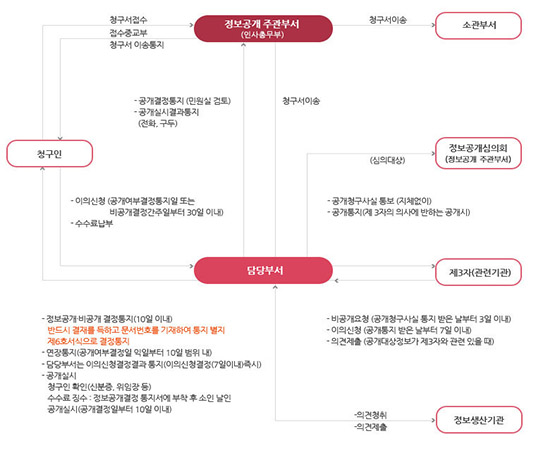 청구서접수
정보공개 주관부서
(인사총무부)
청구서이송
소관부서
접수증교부
청구서 이송통지
- 공개결정통지 (민원실 검토)
- 공개실시결과통지
(전화, 구두)
청구서이송
청구인
정보공개심의회
(정보공개 주관부서)
(심의대상)
- 이의신청 (공개여부결정통지일 또는
비공개결정간주일부터 30일 이내)
- 수수료납부
- 공개청구사실 통보 (지체없이)
- 공개통지(제 3자의 의사에 반하는 공개시)
담당부서
제3자(관련기관)
- 정보공개·비공개 결정통지(10일 이내)
반드시 결재를 득하고 문서번호를 기재하여 통지 별지
제6호서식으로 결정통지
- 연장통지(공개여부결정일 익일부터 10일 범위 내)
- 담당부서는 이의신청결정결과 통지(이의신청결정(7일이내)즉시)
- 공개실시
청구인 확인(신분증, 위임장 등)
수수료 징수 : 정보공개결정 통지서에 부착 후 소인 날인
공개실시(공개결정일부터 10일 이내)
- 비공개요청 (공개청구사실 통지 받은 날부터 3일 이내)
- 이의신청 (공개통지 받은 날부터 7일 이내)
- 의견제출 (공개대상정보가 제3자와 관련 있을 때)
-의견청취
-의견제출
정보생산기관